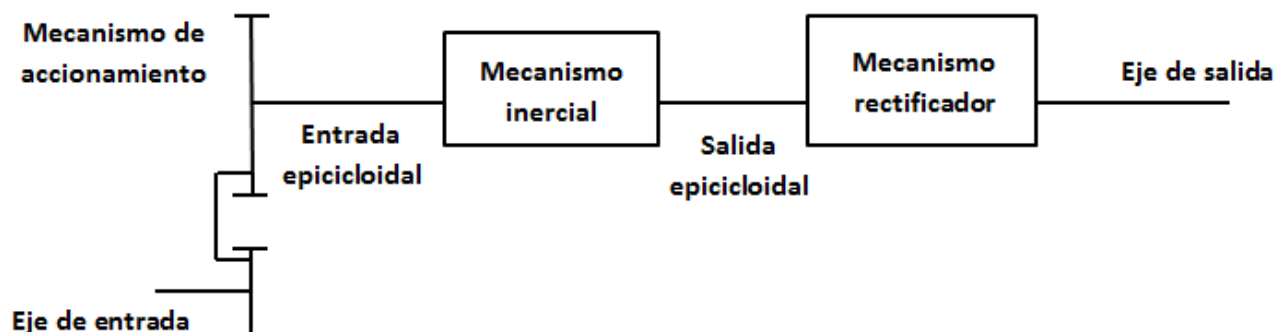 Mecanismo de
accionamiento
Entrada
epicicloidal
Mecanismo
inercial
Salida
epicicloidal
Mecanismo
rectificador
Eje de salida
Eje de entrada